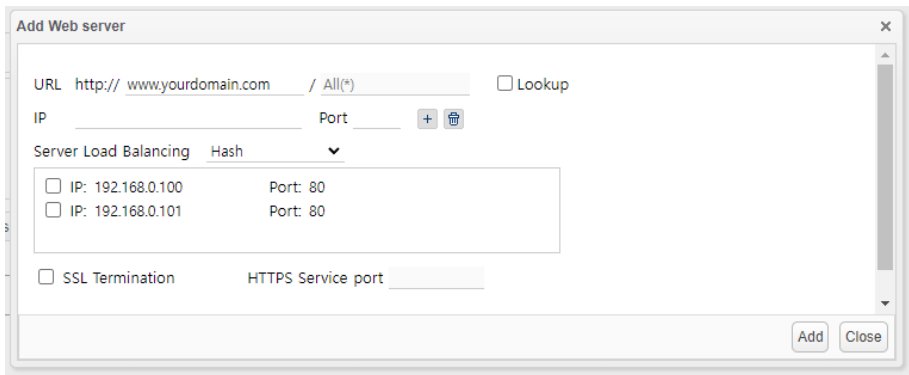 Add Web server
URL http:// www.yourdomain.com / All(*) Lookup
IP Port +
Server Load Balancing Hash
IP: 192.168.0.100 Port: 80
IP: 192.168.0.101 Port: 80
SSL Termination HTTPS Service port
Add Close